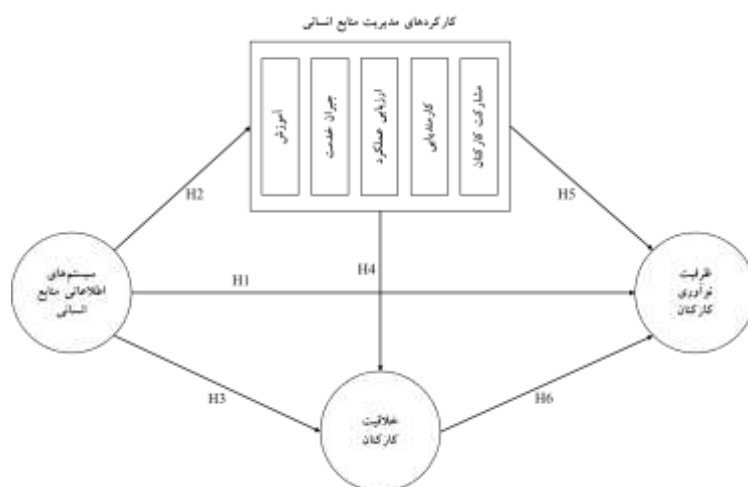 کارکردهای مدیریت منابع انسانی
مشارکت کارکنان
کارمندیابی
ارزیابی عملکرد
جبران خدمت
آموزش
H2
H5
H4
H1
سیستم‌های
اطلاعاتی منابع
انسانی
ظرفیت
نوآوری
کارکنان
H3
H6
خلاقیت
کارکنان